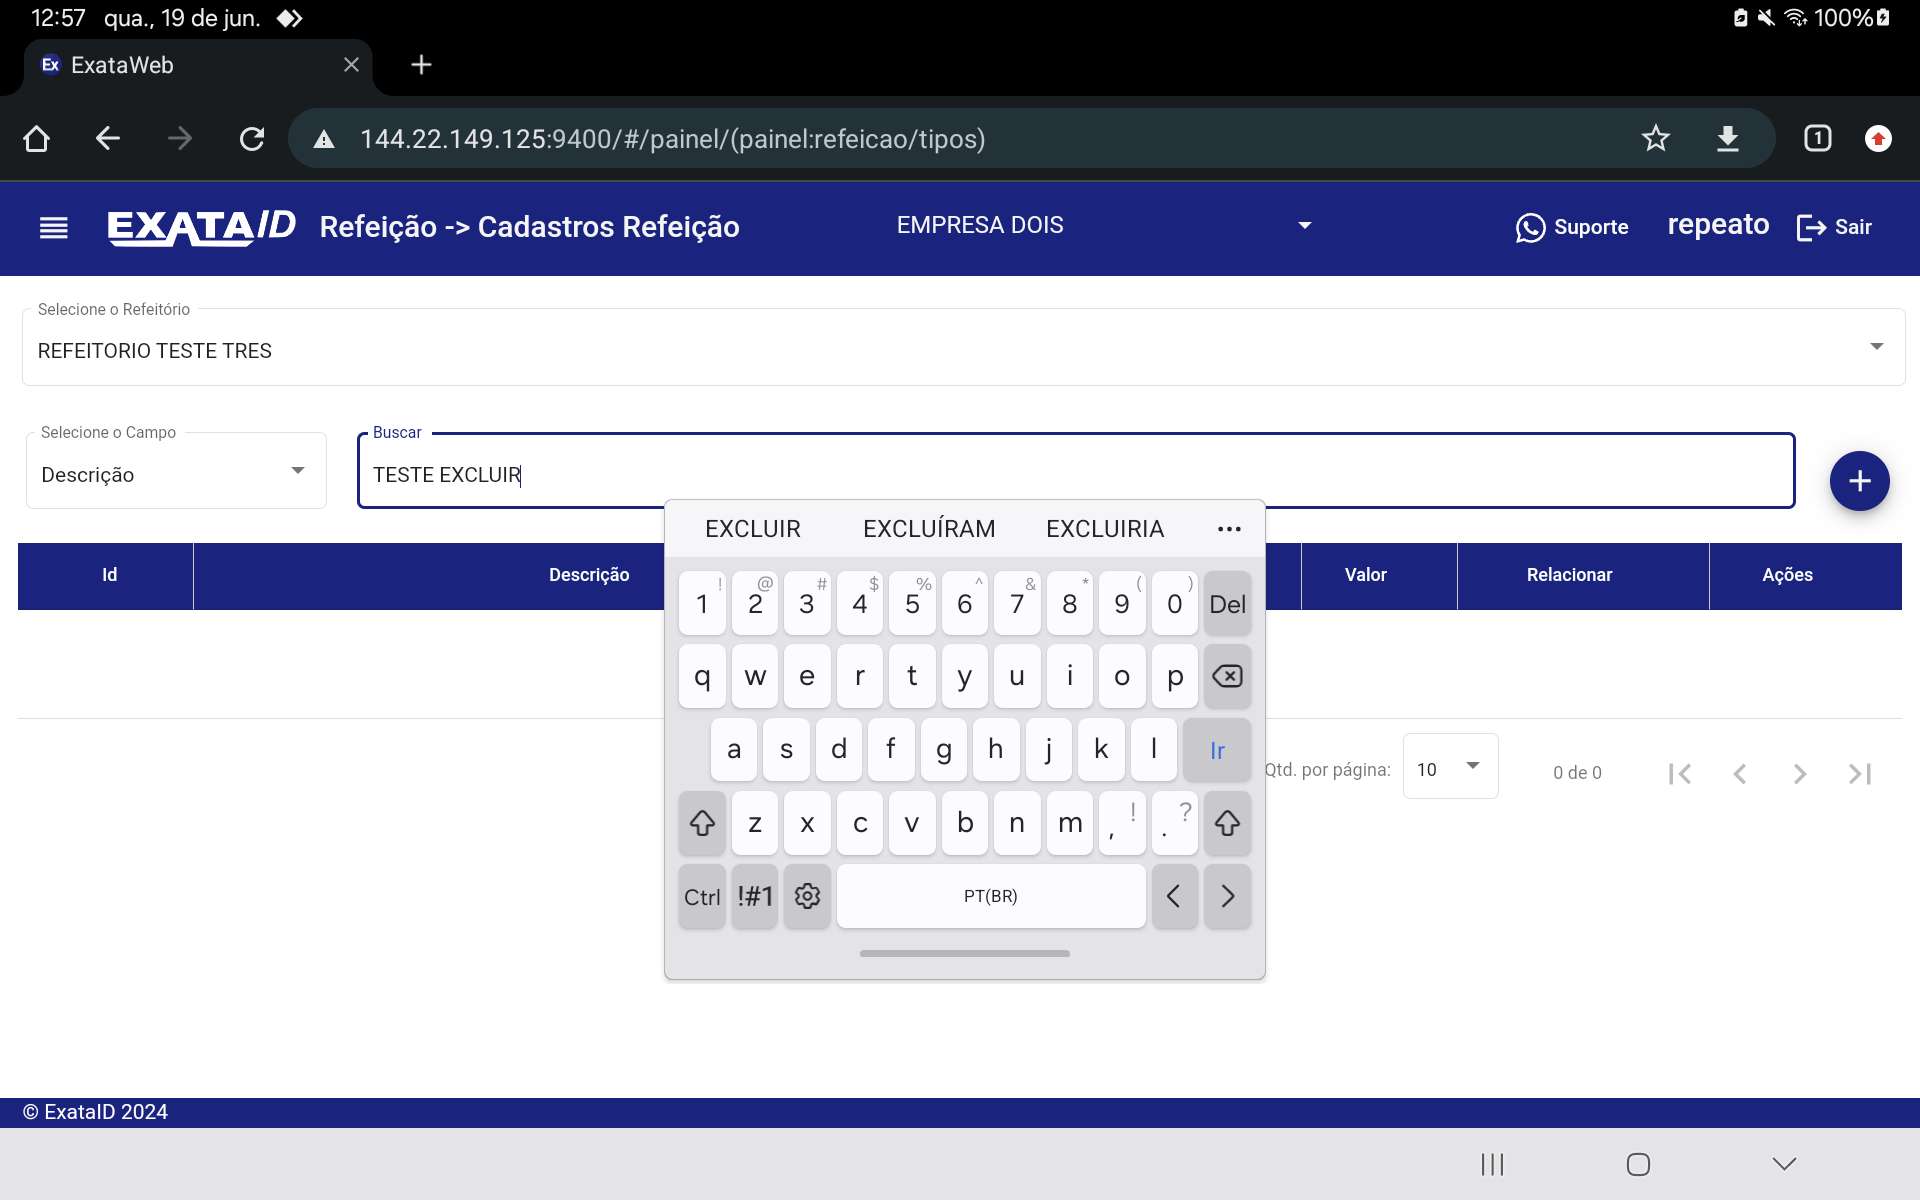 12:57 qua., 19 de jun. 100%
Ex ExataWeb
144.22.149.125:9400/#/painel/(painel:refeicao/tipos) 1
EXATAID Refeição -> Cadastros Refeição EMPRESA DOIS Suporte repeato Sair
Selecione o Refeitório
REFEITORIO TESTE TRES
Selecione o Campo
Descrição
Buscar
TESTE EXCLUIR
EXCLUIR EXCLUÍRAM EXCLUIRIA
Id Descrição Valor Relacionar Ações
! @ # $ % ^ & * ( )
1 2 3 4 5 6 7 8 9 0 Del
q w e r t y u i o p
a s d f g h j k l Ir
Qtd. por página: 10 0 de 0
z x c v b n m , ! . ?
Ctrl !#1 PT(BR)
© ExataID 2024